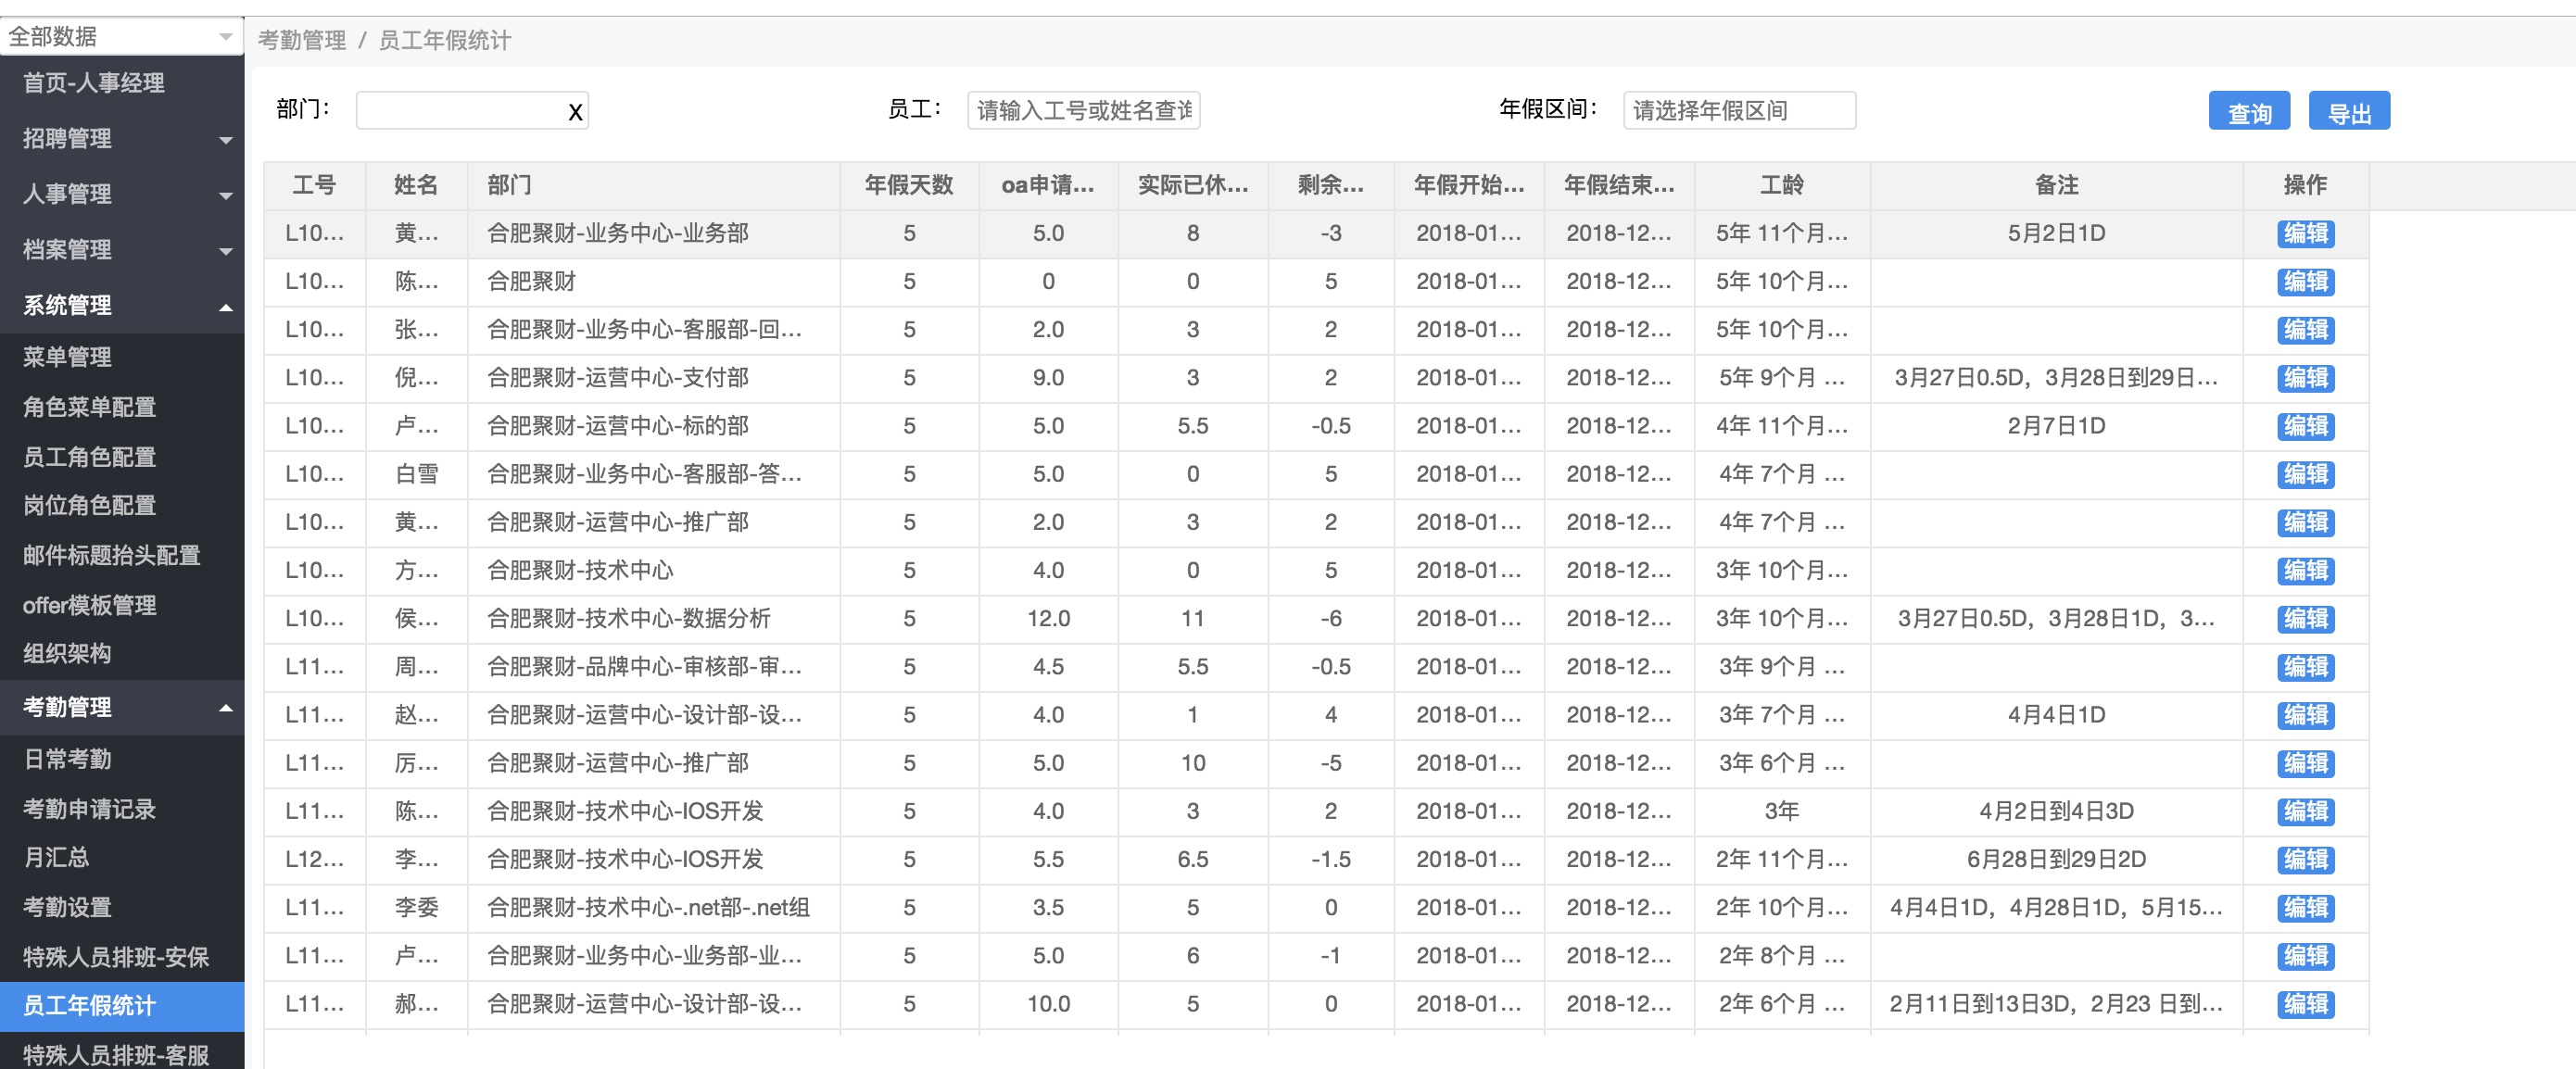 全部数据
首页-人事经理
招聘管理
人事管理
档案管理
系统管理
菜单管理
角色菜单配置
员工角色配置
岗位角色配置
邮件标题抬头配置
offer模板管理
组织架构
考勤管理
日常考勤
考勤申请记录
月汇总
考勤设置
特殊人员排班-安保
员工年假统计
特殊人员排班-客服
考勤管理 / 员工年假统计
部门： X 员工： 请输入工号或姓名查询 年假区间： 请选择年假区间 查询 导出
工号 姓名 部门 年假天数 oa申请... 实际已休... 剩余... 年假开始... 年假结束... 工龄 备注 操作
L10... 黄... 合肥聚财-业务中心-业务部 5 5.0 8 -3 2018-01... 2018-12... 5年 11个月... 5月2日1D 编辑
L10... 陈... 合肥聚财 5 0 0 5 2018-01... 2018-12... 5年 10个月... 编辑
L10... 张... 合肥聚财-业务中心-客服部-回... 5 2.0 3 2 2018-01... 2018-12... 5年 10个月... 编辑
L10... 倪... 合肥聚财-运营中心-支付部 5 9.0 3 2 2018-01... 2018-12... 5年 9个月 ... 3月27日0.5D，3月28日到29日... 编辑
L10... 卢... 合肥聚财-运营中心-标的部 5 5.0 5.5 -0.5 2018-01... 2018-12... 4年 11个月... 2月7日1D 编辑
L10... 白雪 合肥聚财-业务中心-客服部-答... 5 5.0 0 5 2018-01... 2018-12... 4年 7个月 ... 编辑
L10... 黄... 合肥聚财-运营中心-推广部 5 2.0 3 2 2018-01... 2018-12... 4年 7个月 ... 编辑
L10... 方... 合肥聚财-技术中心 5 4.0 0 5 2018-01... 2018-12... 3年 10个月... 编辑
L10... 侯... 合肥聚财-技术中心-数据分析 5 12.0 11 -6 2018-01... 2018-12... 3年 10个月... 3月27日0.5D，3月28日1D，3... 编辑
L11... 周... 合肥聚财-品牌中心-审核部-审... 5 4.5 5.5 -0.5 2018-01... 2018-12... 3年 9个月 ... 编辑
L11... 赵... 合肥聚财-运营中心-设计部-设... 5 4.0 1 4 2018-01... 2018-12... 3年 7个月 ... 4月4日1D 编辑
L11... 厉... 合肥聚财-运营中心-推广部 5 5.0 10 -5 2018-01... 2018-12... 3年 6个月 ... 编辑
L11... 陈... 合肥聚财-技术中心-IOS开发 5 4.0 3 2 2018-01... 2018-12... 3年 4月2日到4日3D 编辑
L12... 李... 合肥聚财-技术中心-IOS开发 5 5.5 6.5 -1.5 2018-01... 2018-12... 2年 11个月... 6月28日到29日2D 编辑
L11... 李委 合肥聚财-技术中心-.net部-.net组 5 3.5 5 0 2018-01... 2018-12... 2年 10个月... 4月4日1D，4月28日1D，5月15... 编辑
L11... 卢... 合肥聚财-业务中心-业务部-业... 5 5.0 6 -1 2018-01... 2018-12... 2年 8个月 ... 编辑
L11... 郝... 合肥聚财-运营中心-设计部-设... 5 10.0 5 0 2018-01... 2018-12... 2年 6个月 ... 2月11日到13日3D，2月23 日到... 编辑